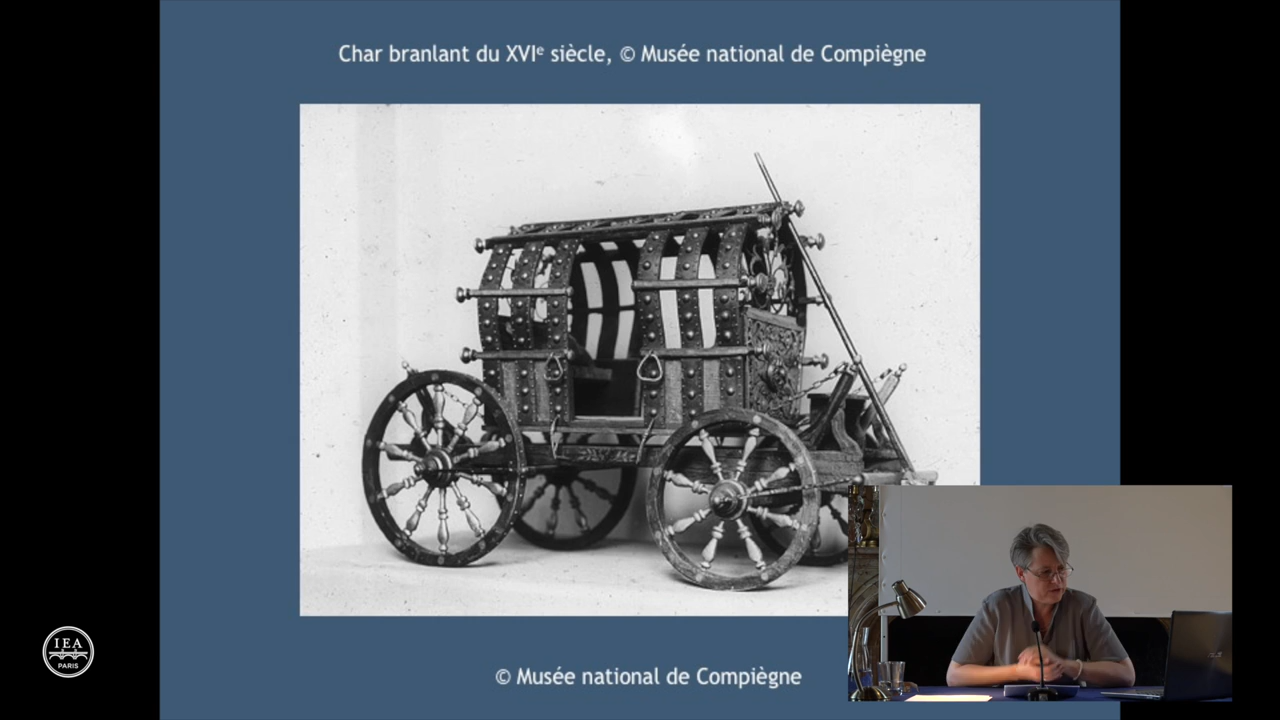 Char branlant du XVIe siècle, © Musée national de Compiègne
© Musée national de Compiègne
IEA
PARIS